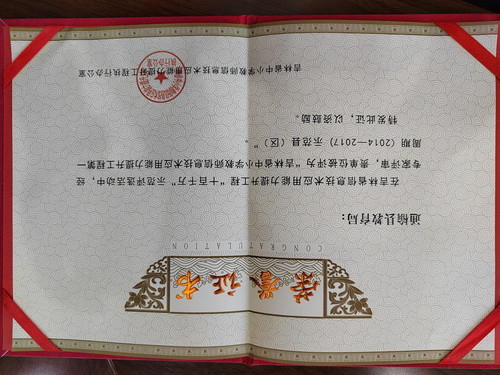 荣誉证书
CONGRATULATION
通榆县教育局:
在吉林省信息技术应用能力提升工程“十百千万”示范评选活动中,经
专家评审,贵单位被评为“吉林省中小学教师信息技术应用能力提升工程第一
周期(2014—2017)示范县(区)”。
特发此证,以资鼓励。
吉林省中小学教师信息技术应用能力提升工程执行办公室
执行办公室